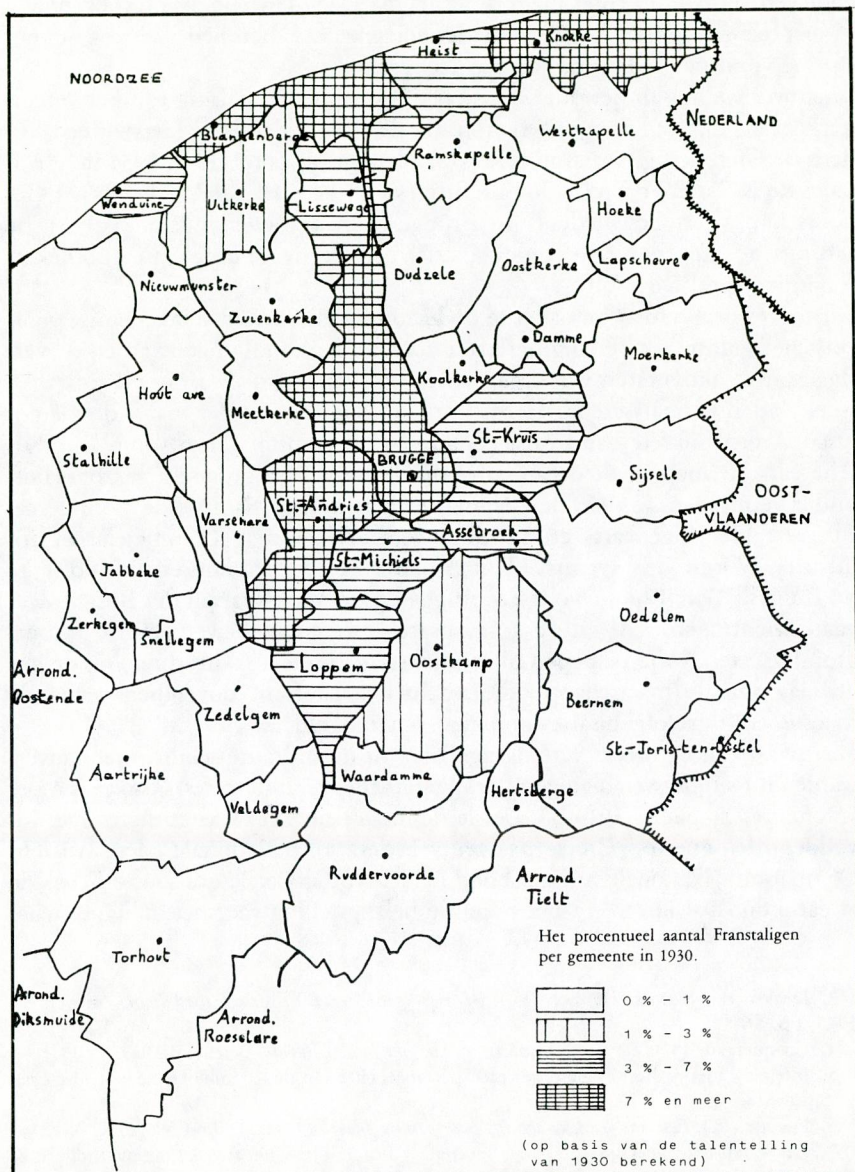 Heist
Knokke
NOORDZEE
NEDERLAND
Blankenberge
Ramskapelle
Westkapelle
Wenduine
Uitkerke
Lissewege
Hoeke
Dudzele
Oostkerke
Lapscheure
Nieuwmunster
Zuienkerke
Damme
Moerkerke
Koolkerke
Hout ave
Meetkerke
St.-Kruis
Stalhille
BRUGGE
Sijsele
OOST-
VLAANDEREN
St.-Andries
Varsenare
Assebroek
St.-Michiels
Jabbeke
Oedelem
Zerkegem
Snellegem
Loppem
Oostkamp
Arrond.
Oostende
Zedelgem
Beernem
St.-Joris-ten-Distel
Aartrijke
Waardamme
Hertsberge
Veldegem
Ruddervoorde
Arrond.
Tielt
Torhout
Arond.
Diksmuide
Arrond.
Roeselare
Het procentueel aantal Franstaligen
per gemeente in 1930.
0 % - 1 %
1 % - 3 %
3 % - 7 %
7 % en meer
(op basis van de talentelling
van 1930 berekend)